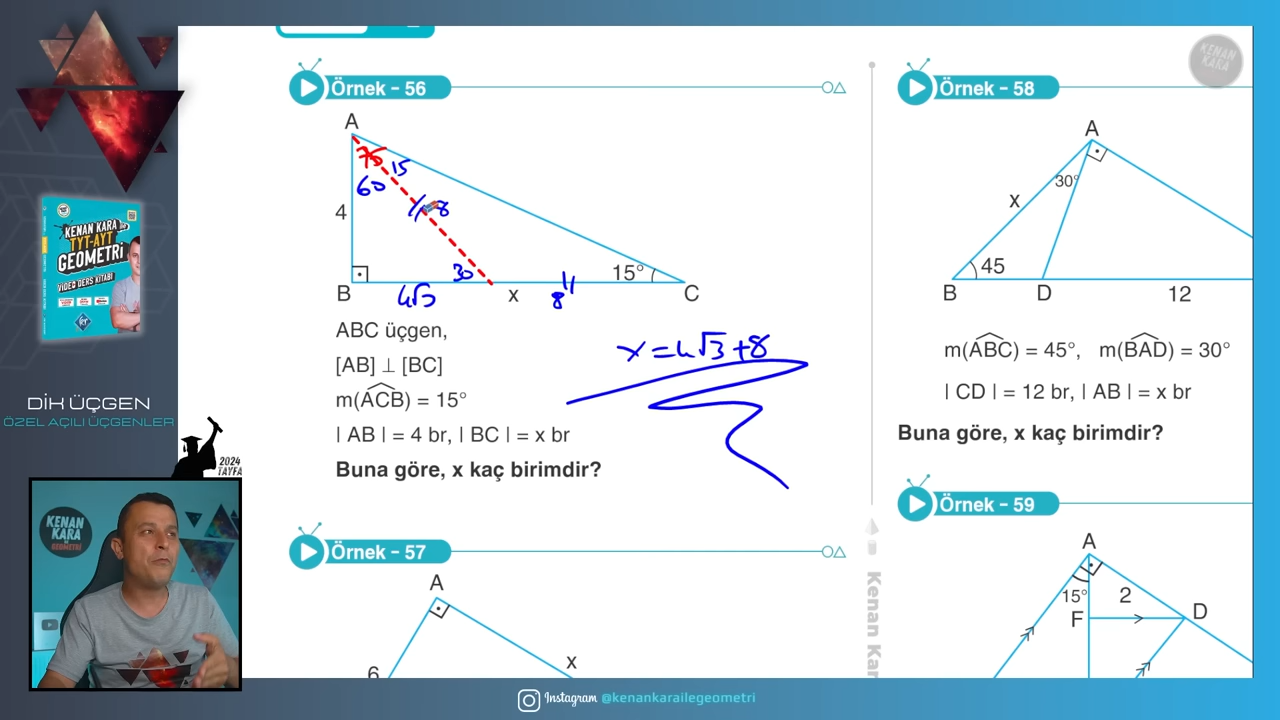 Örnek - 56
A
75
15
60
8
4
30
15°
B
4√3
x
8
C
ABC üçgen,
[AB] ⊥ [BC]
m(ACB) = 15°
| AB | = 4 br, | BC | = x br
Buna göre, x kaç birimdir?
x = 4√3 + 8
Örnek - 57
A
6
x
KENAN KARA
Örnek - 58
A
30°
x
45
B
D
12
m(ABC) = 45°, m(BAD) = 30°
| CD | = 12 br, | AB | = x br
Buna göre, x kaç birimdir?
Örnek - 59
A
15°
2
F
D
Kenan Kar
KENAN KARA
TYT-AYT
GEOMETRİ
VİDEO DERS KİTABI
DİK ÜÇGEN
ÖZEL AÇILI ÜÇGENLER
2024
TAYFA
KENAN
KARA
GEOMETRİ
Instagram @kenankarailegeometri